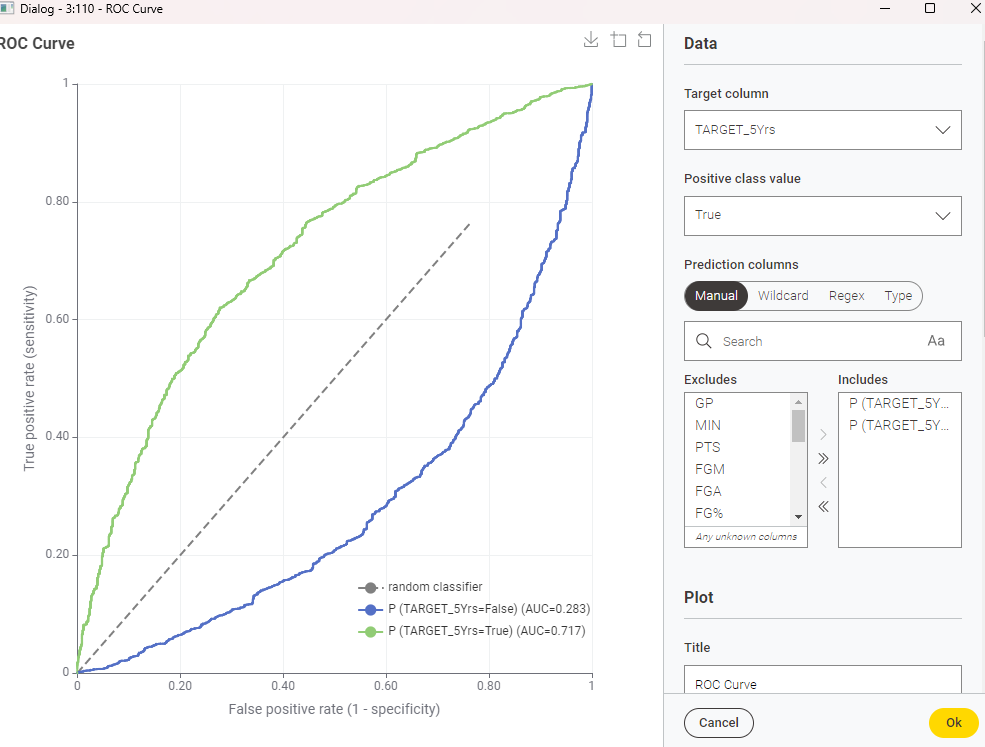 Dialog - 3:110 - ROC Curve
ROC Curve
1
0.80
0.60
0.40
0.20
0
True positive rate (sensitivity)
0 0.20 0.40 0.60 0.80 1
False positive rate (1 - specificity)
random classifier
P (TARGET_5Yrs=False) (AUC=0.283)
P (TARGET_5Yrs=True) (AUC=0.717)
Data
Target column
TARGET_5Yrs
Positive class value
True
Prediction columns
Manual Wildcard Regex Type
Search Aa
Excludes
GP
MIN
PTS
FGM
FGA
FG%
Any unknown columns
Includes
P (TARGET_5Y...
P (TARGET_5Y...
Plot
Title
ROC Curve
Cancel Ok